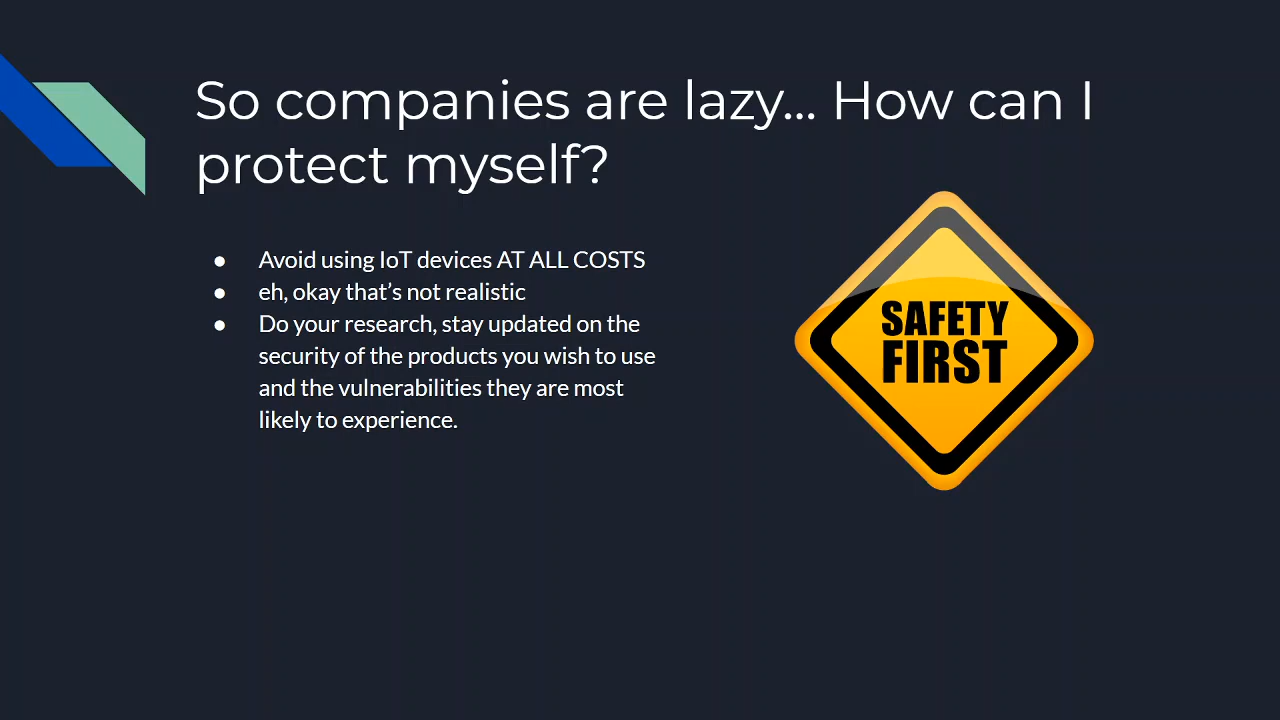 So companies are lazy... How can I
protect myself?
● Avoid using IoT devices AT ALL COSTS
● eh, okay that’s not realistic
● Do your research, stay updated on the
security of the products you wish to use
and the vulnerabilities they are most
likely to experience.
SAFETY
FIRST